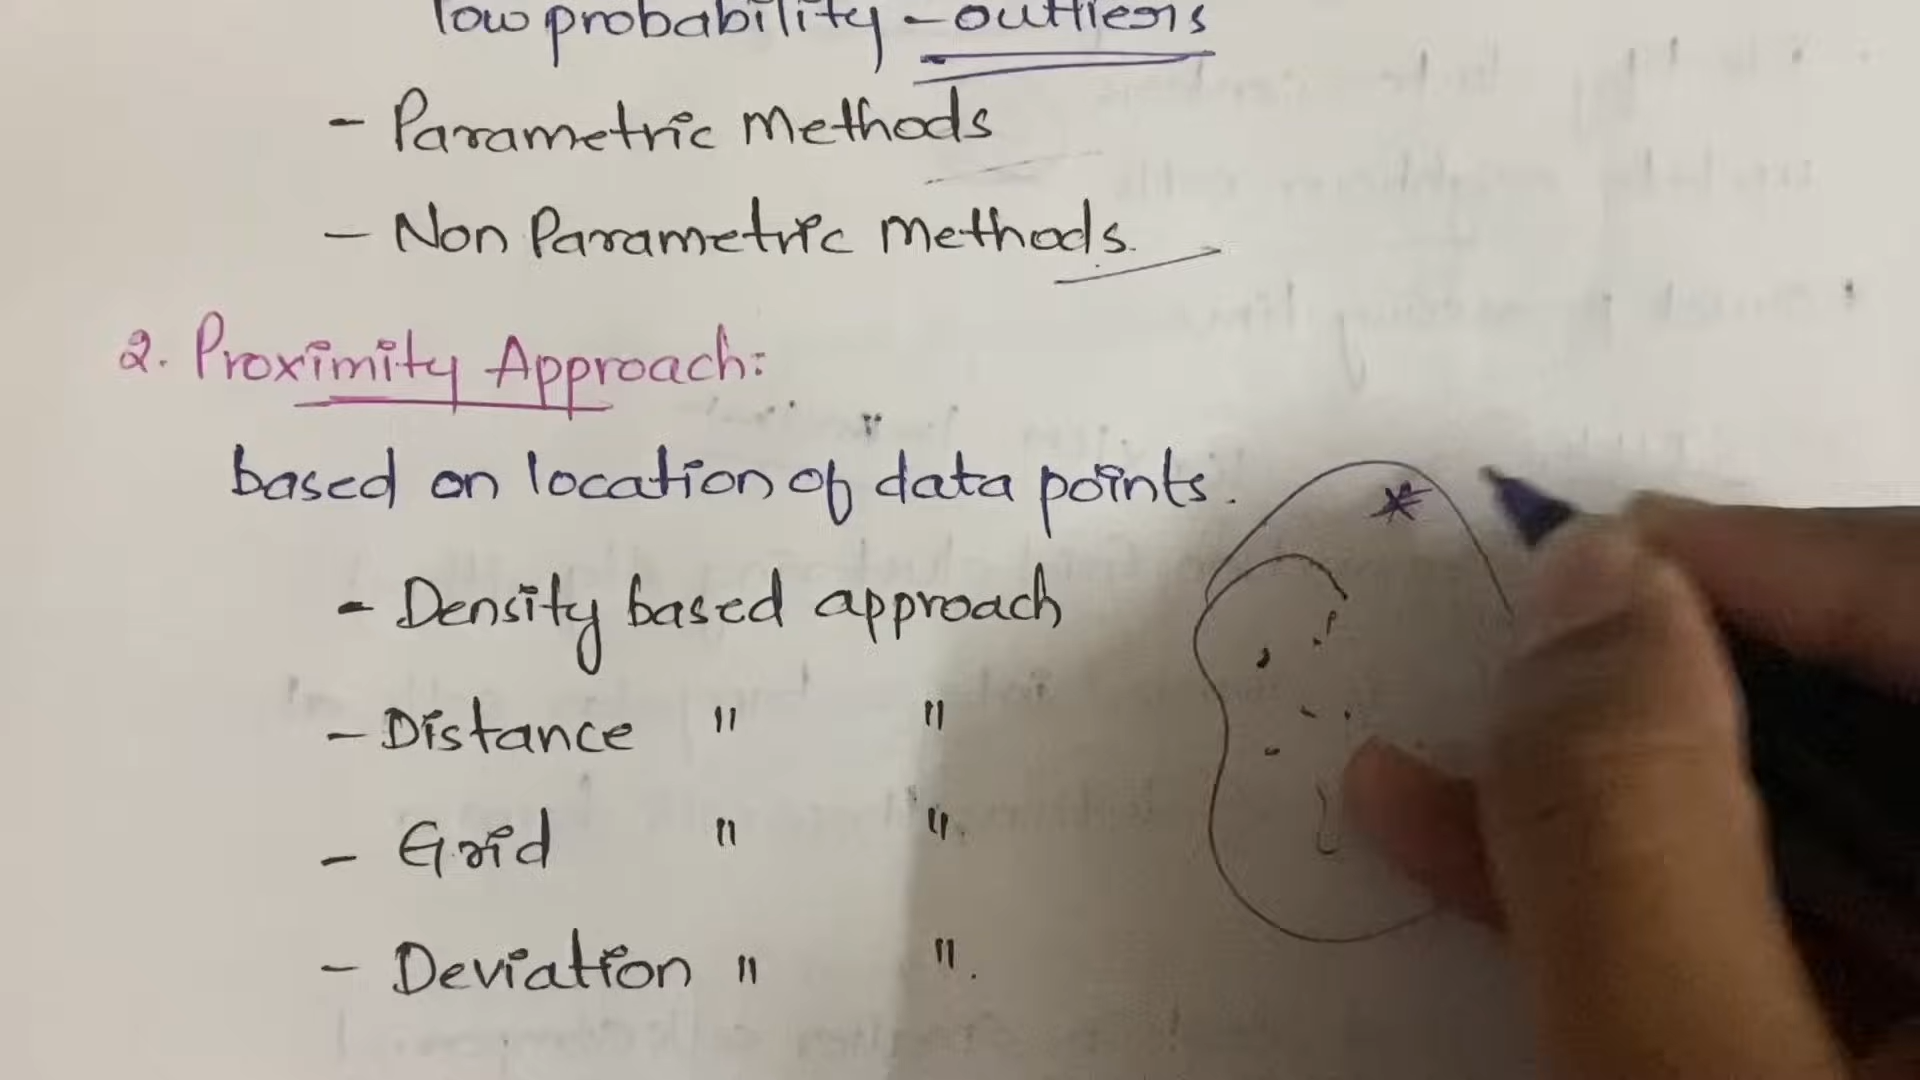 low probability - outliers
- Parametric Methods
- Non Parametric Methods.
2. Proximity Approach:
based on location of data points.
- Density based approach
- Distance " "
- Grid " ".
- Deviation " ".